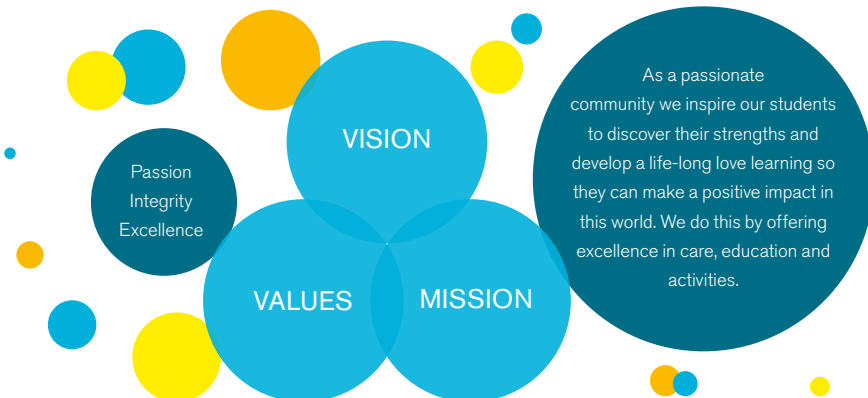 VISION
Passion
Integrity
Excellence
VALUES
MISSION
As a passionate
community we inspire our students
to discover their strengths and
develop a life-long love learning so
they can make a positive impact in
this world. We do this by offering
excellence in care, education and
activities.